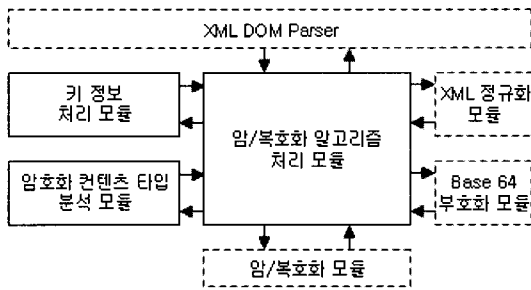 XML DOM Parser
키 정보
처리 모듈
암/복호화 알고리즘
처리 모듈
XML 정규화
모듈
암호화 컨텐츠 타입
분석 모듈
Base 64
부호화 모듈
암/복호화 모듈